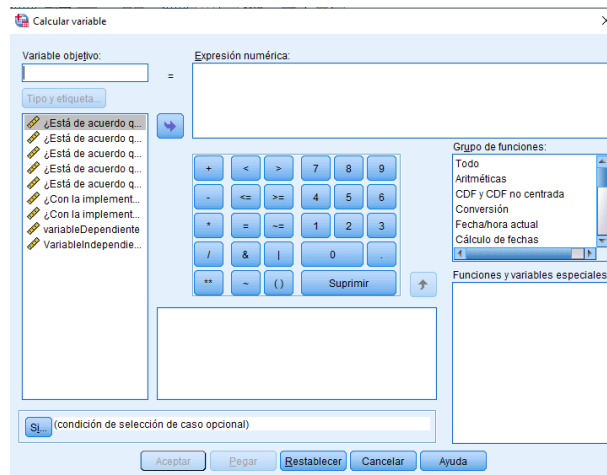 Calcular variable
Variable objetivo:
=
Expresión numérica:
Tipo y etiqueta...
¿Está de acuerdo q...
¿Está de acuerdo q...
¿Está de acuerdo q...
¿Está de acuerdo q...
¿Está de acuerdo q...
¿Con la implement...
¿Con la implement...
variableDependiente
VariableIndependie...
+ < > 7 8 9
- <= >= 4 5 6
* = ~= 1 2 3
/ & | 0 .
** ~ ( ) Suprimir
Grupo de funciones:
Todo
Aritméticas
CDF y CDF no centrada
Conversión
Fecha/hora actual
Cálculo de fechas
Funciones y variables especiales
Si... (condición de selección de caso opcional)
Aceptar Pegar Restablecer Cancelar Ayuda